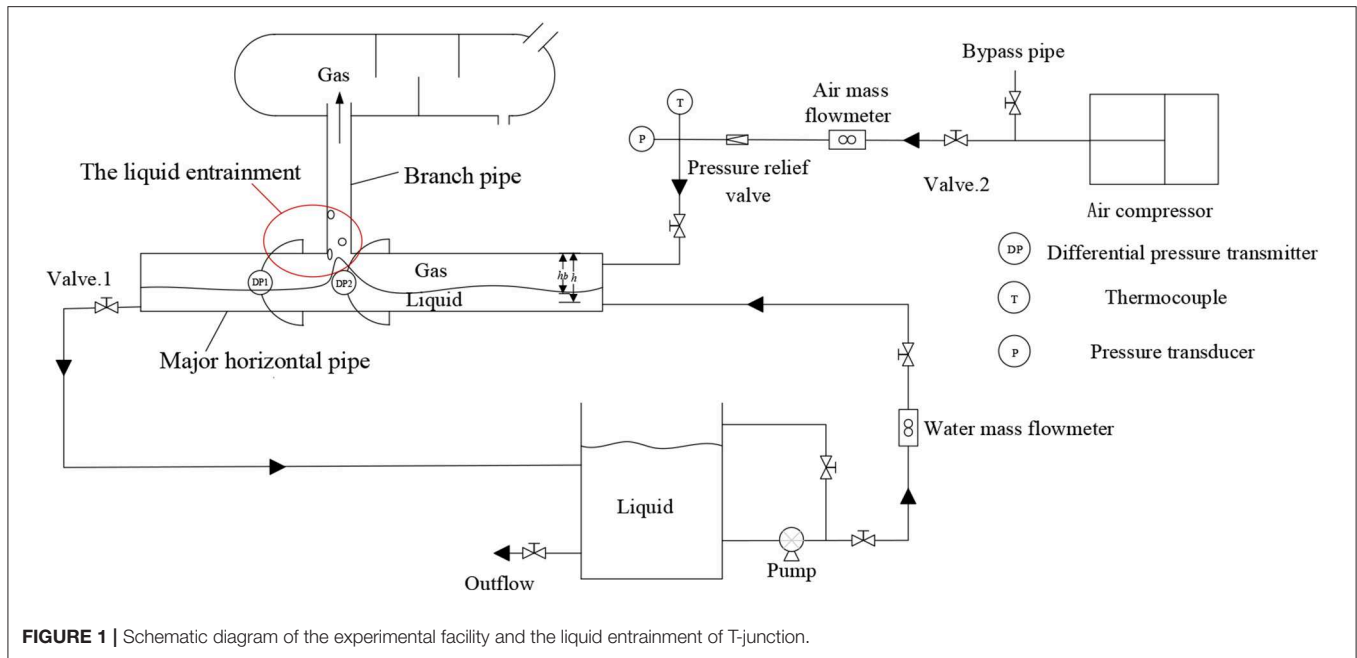 Gas
Bypass pipe
Air mass
flowmeter
T
P
The liquid entrainment
Branch pipe
Pressure relief
valve
Valve.2
Air compressor
DP Differential pressure transmitter
T Thermocouple
P Pressure transducer
Valve.1
DP1
DP2
Gas
Liquid
hb
h
Major horizontal pipe
Water mass flowmeter
Liquid
Pump
Outflow
FIGURE 1 | Schematic diagram of the experimental facility and the liquid entrainment of T-junction.